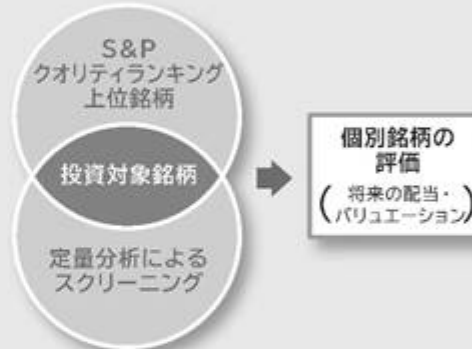 S&P
クオリティランキング
上位銘柄
投資対象銘柄
定量分析による
スクリーニング
個別銘柄の
評価
(将来の配当・
バリュエーション)